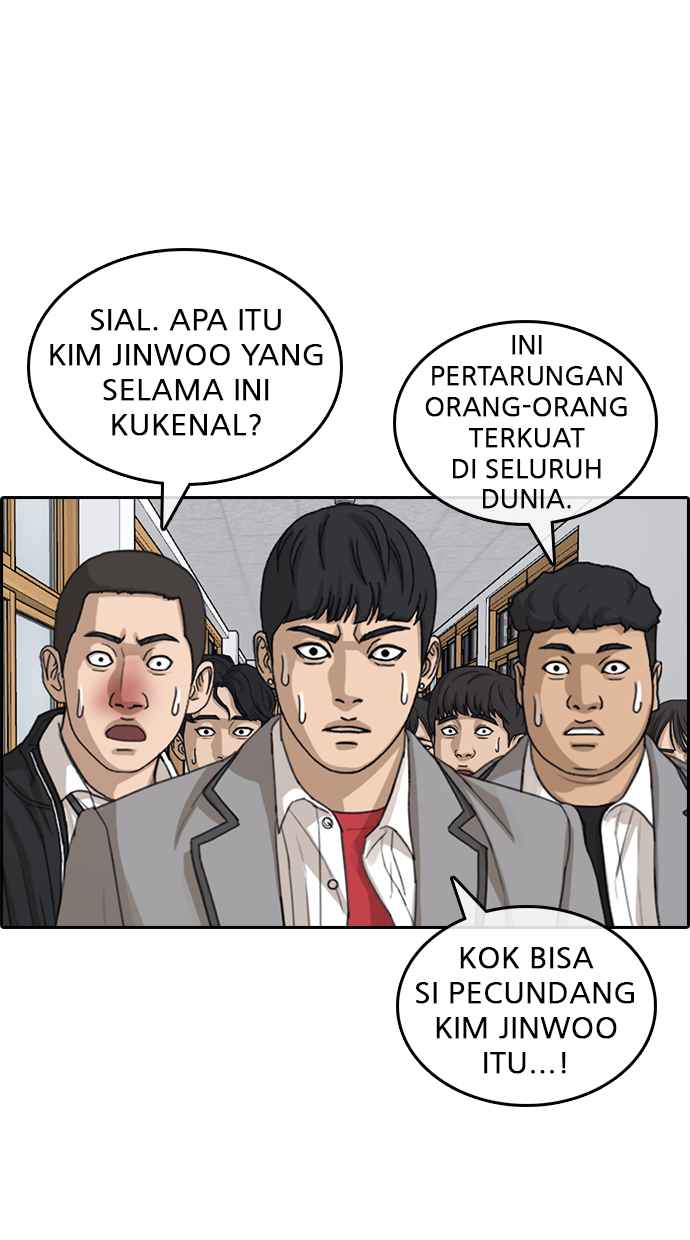 SIAL. APA ITU
KIM JINWOO YANG
SELAMA INI
KUKENAL?
INI
PERTARUNGAN
ORANG-ORANG
TERKUAT
DI SELURUH
DUNIA.
KOK BISA
SI PECUNDANG
KIM JINWOO
ITU...!